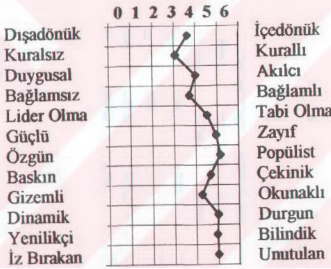 0 1 2 3 4 5 6
Dışadönük İçedönük
Kuralsız Kurallı
Duygusal Akılcı
Bağlamsız Bağlamlı
Lider Olma Tabi Olma
Güçlü Zayıf
Özgün Popülist
Baskın Çekinik
Gizemli Okunaklı
Dinamik Durgun
Yenilikçi Bilindik
İz Bırakan Unutulan